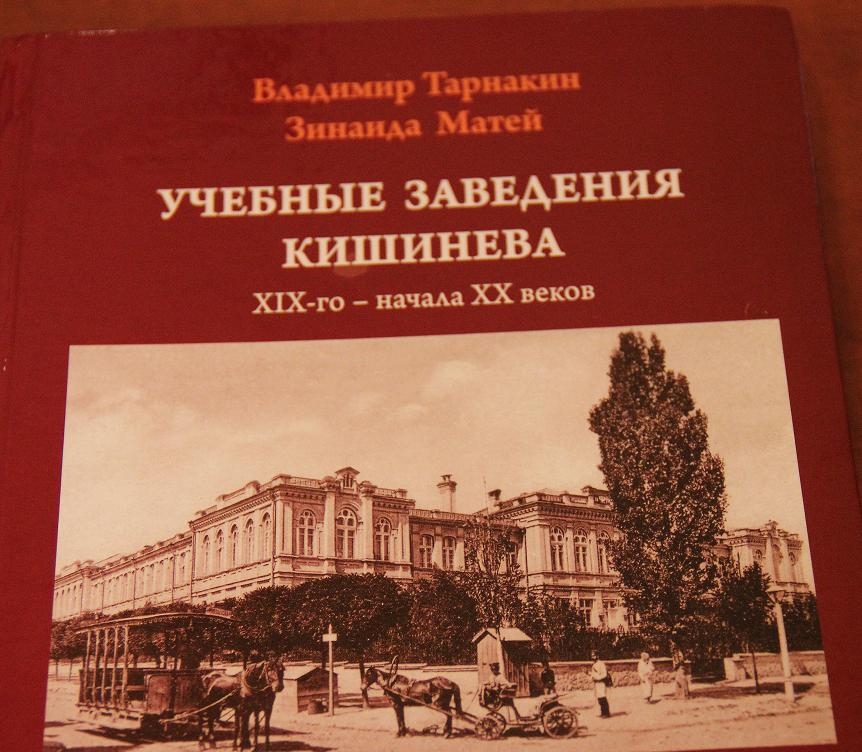 Владимир Тарнакин
Зинаида Матей
УЧЕБНЫЕ ЗАВЕДЕНИЯ
КИШИНЕВА
XIX-го – начала XX веков